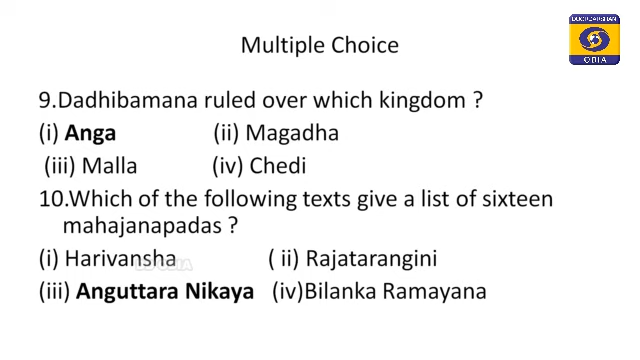 DOORDARSHAN
ODIA
Multiple Choice
9.Dadhibamana ruled over which kingdom ?
(i) Anga (ii) Magadha
(iii) Malla (iv) Chedi
10.Which of the following texts give a list of sixteen
mahajanapadas ?
(i) Harivansha ( ii) Rajatarangini
(iii) Anguttara Nikaya (iv)Bilanka Ramayana